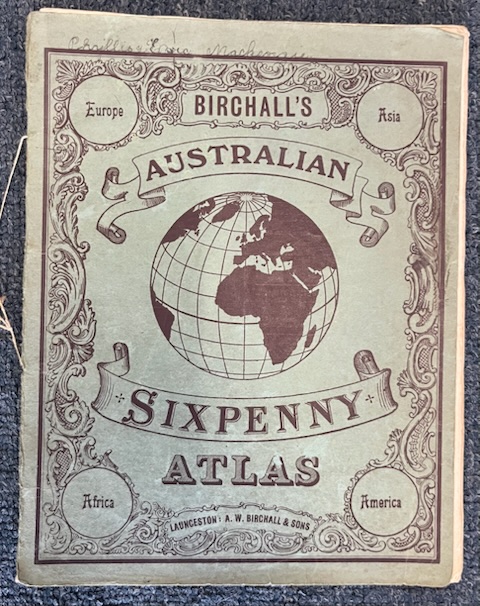 Europe
BIRCHALL'S
Asia
AUSTRALIAN
SIXPENNY
ATLAS
Africa
America
LAUNCESTON: A. W. BIRCHALL & SONS